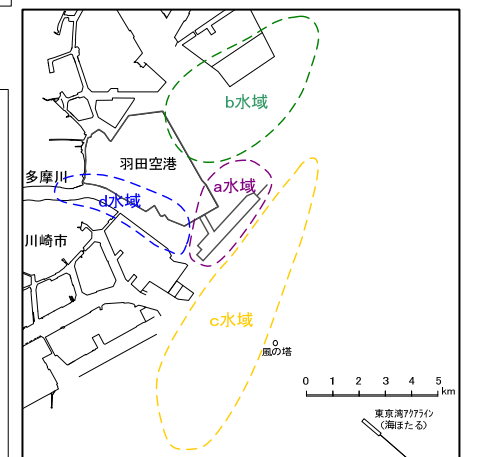 b水域
羽田空港
多摩川
a水域
d水域
川崎市
c水域
風の塔
0 1 2 3 4 5
km
東京湾アクアライン
(海ほたる)